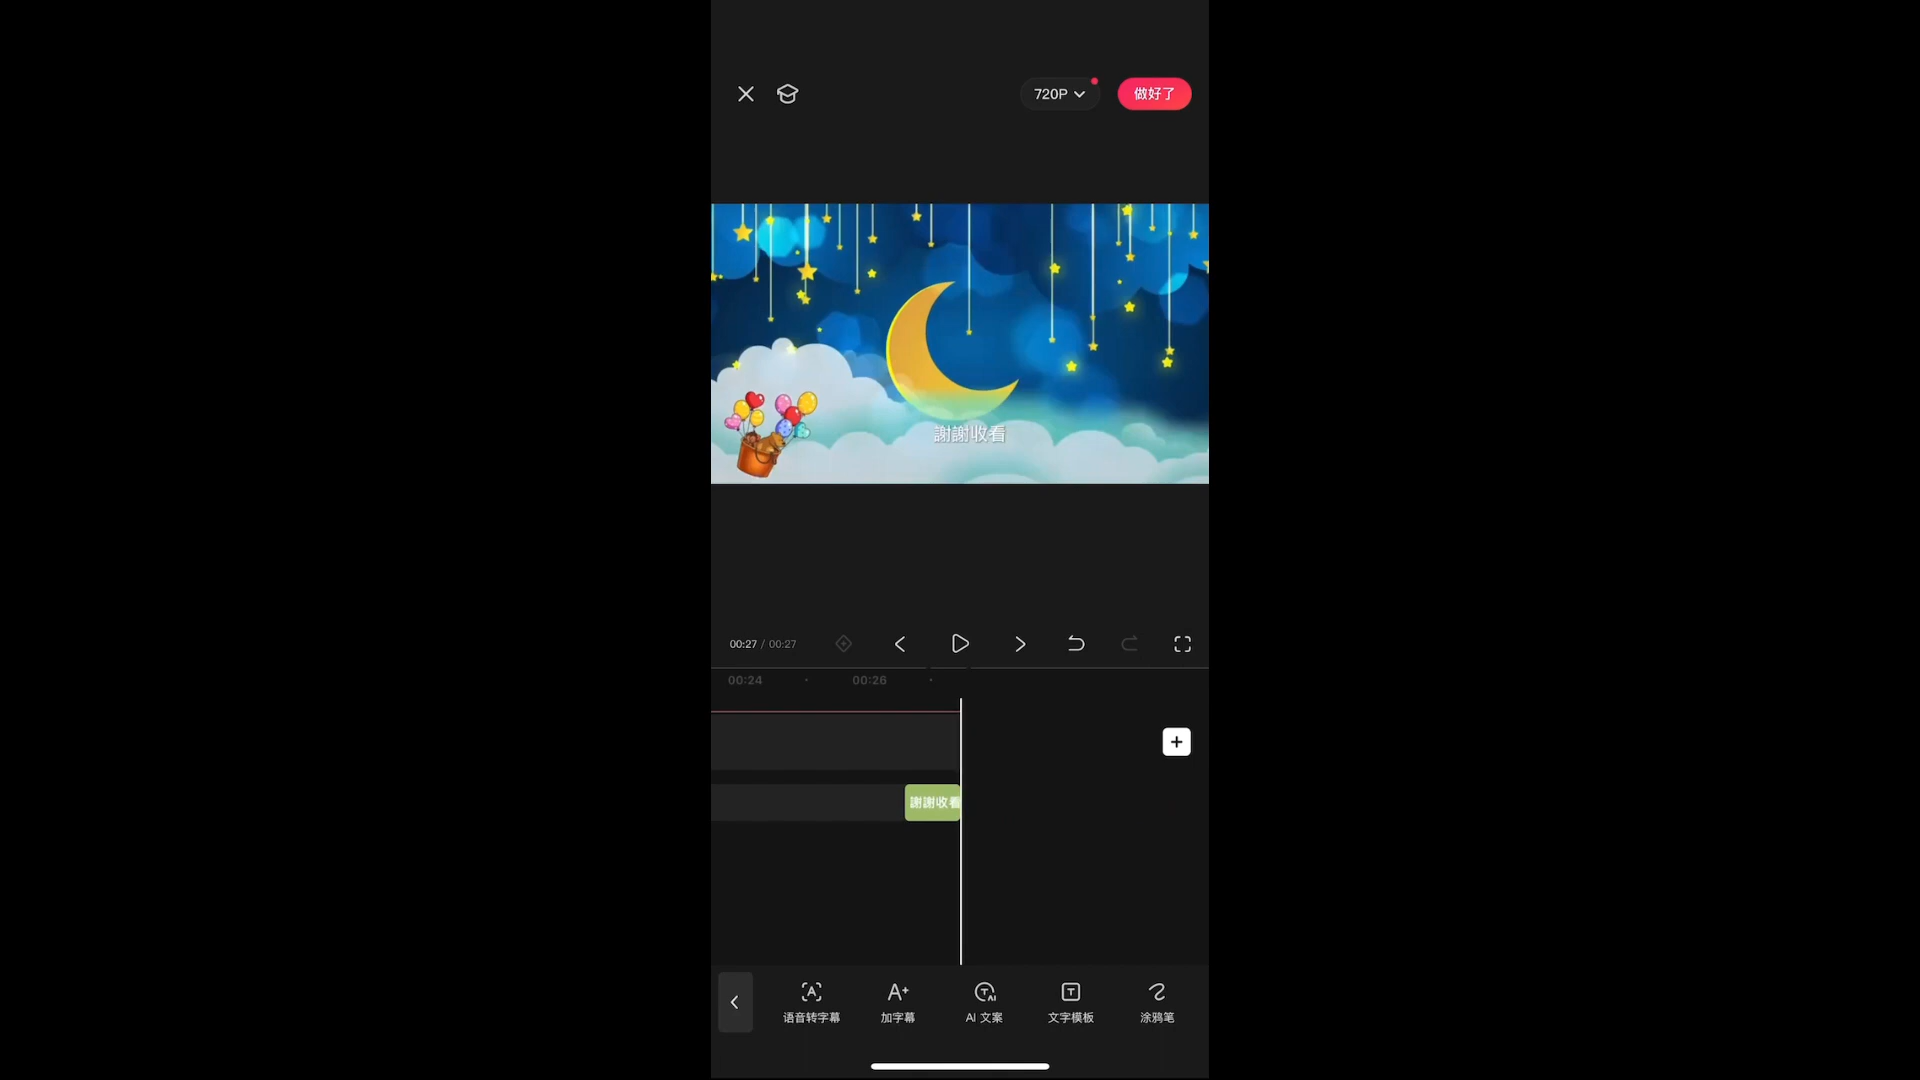 720P
做好了
謝謝收看
00:27 / 00:27
00:24
00:26
謝謝收看
语音转字幕
加字幕
AI 文案
文字模板
涂鸦笔